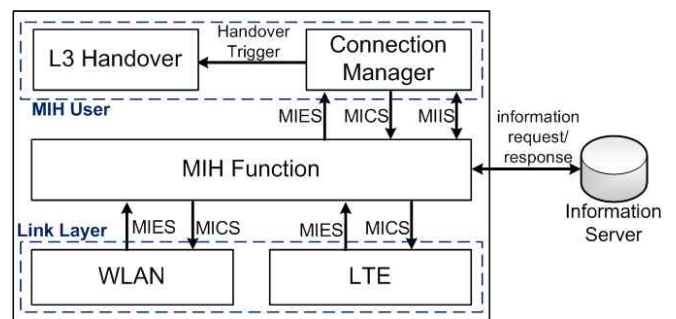 Handover
Trigger
L3 Handover
Connection
Manager
MIH User
MIES
MICS
MIIS
information
request/
response
MIH Function
Information
Server
MIES
MICS
MIES
MICS
Link Layer
WLAN
LTE